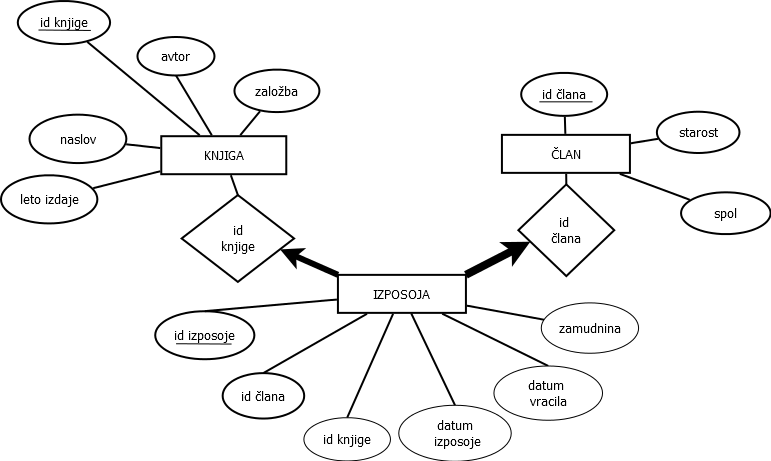 id knjige
avtor
založba
id člana
naslov
starost
KNJIGA
ČLAN
leto izdaje
spol
id
knjige
id
člana
IZPOSOJA
id izposoje
zamudnina
id člana
datum
vracila
id knjige
datum
izposoje